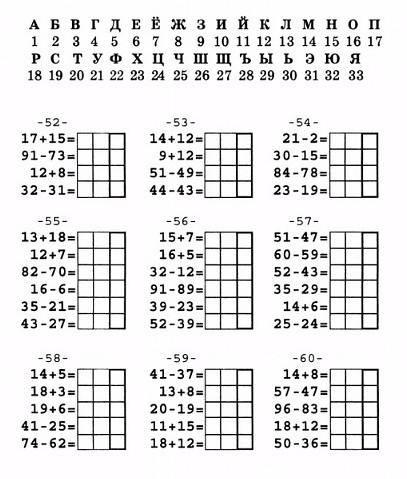 А Б В Г Д Е Ё Ж З И Й К Л М Н О П
1 2 3 4 5 6 7 8 9 10 11 12 13 14 15 16 17
Р С Т У Ф Х Ц Ч Ш Щ Ъ Ы Ь Э Ю Я
18 19 20 21 22 23 24 25 26 27 28 29 30 31 32 33
-52- -53- -54-
17+15= 14+12= 21-2=
91-73= 9+12= 30-15=
12+8= 51-49= 84-78=
32-31= 44-43= 23-19=
-55- -56- -57-
13+18= 15+7= 51-47=
12+7= 16+5= 60-59=
82-70= 32-12= 52-43=
16-6= 91-89= 35-29=
35-21= 39-23= 14+6=
43-27= 52-39= 25-24=
-58- -59- -60-
14+5= 41-37= 14+8=
18+3= 13+8= 57-47=
19+6= 20-19= 96-83=
41-25= 11+15= 18+12=
74-62= 18+12= 50-36=